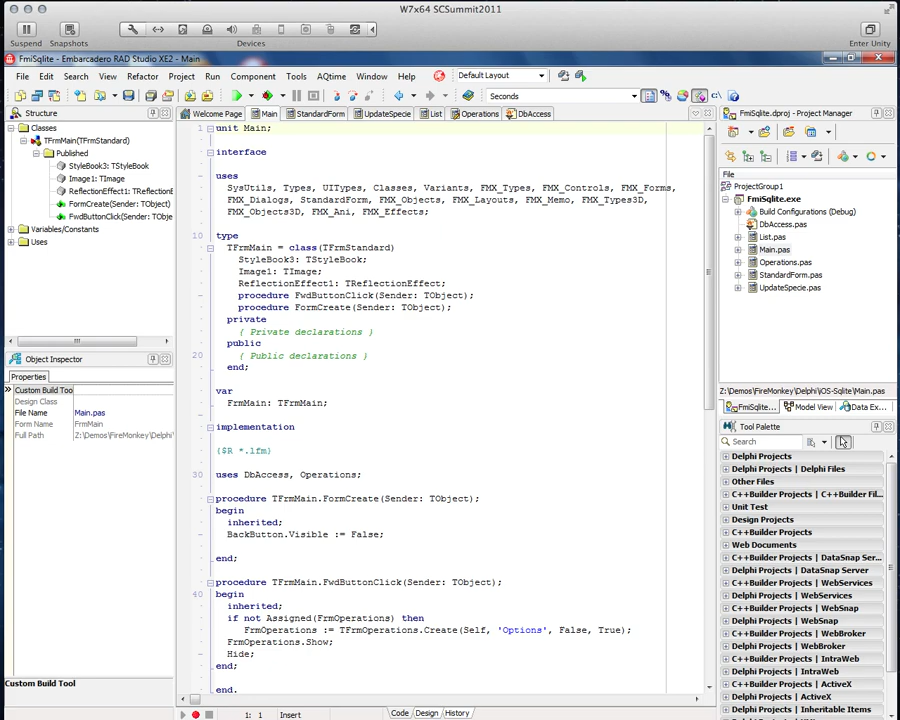 W7x64 SCSummit2011
Suspend
Snapshots
Devices
Enter Unity
FmiSqlite - Embarcadero RAD Studio XE2 - Main
File Edit Search View Refactor Project Run Component Tools AQtime Window Help
Default Layout
Seconds
Structure
Classes
TFrmMain(TFrmStandard)
Published
StyleBook3: TStyleBook
Image1: TImage
ReflectionEffect1: TReflectionE
FormCreate(Sender: TObject)
FwdButtonClick(Sender: TObje
Variables/Constants
Uses
Object Inspector
Properties
Custom Build Tool
Design Class
File Name Main.pas
Form Name FrmMain
Full Path Z:\Demos\FireMonkey\Delphi\
Custom Build Tool
Welcome Page Main StandardForm UpdateSpecie List Operations DbAccess
unit Main;
interface
uses
SysUtils, Types, UITypes, Classes, Variants, FMX_Types, FMX_Controls, FMX_Forms,
FMX_Dialogs, StandardForm, FMX_Objects, FMX_Layouts, FMX_Memo, FMX_Types3D,
FMX_Objects3D, FMX_Ani, FMX_Effects;
10 type
TFrmMain = class(TFrmStandard)
StyleBook3: TStyleBook;
Image1: TImage;
ReflectionEffect1: TReflectionEffect;
procedure FwdButtonClick(Sender: TObject);
procedure FormCreate(Sender: TObject);
private
{ Private declarations }
public
20 { Public declarations }
end;
var
FrmMain: TFrmMain;
implementation
{$R *.lfm}
30 uses DbAccess, Operations;
procedure TFrmMain.FormCreate(Sender: TObject);
begin
inherited;
BackButton.Visible := False;
end;
procedure TFrmMain.FwdButtonClick(Sender: TObject);
40 begin
inherited;
if not Assigned(FrmOperations) then
FrmOperations := TFrmOperations.Create(Self, 'Options', False, True);
FrmOperations.Show;
Hide;
end;
end.
1: 1 Insert
Code Design History
FmiSqlite.dproj - Project Manager
File
ProjectGroup1
FmiSqlite.exe
Build Configurations (Debug)
DbAccess.pas
List.pas
Main.pas
Operations.pas
StandardForm.pas
UpdateSpecie.pas
Z:\Demos\FireMonkey\Delphi\iOS-Sqlite\Main.pas
FmiSqlite... Model View Data Ex...
Tool Palette
Search
Delphi Projects
Delphi Projects | Delphi Files
Other Files
C++Builder Projects | C++Builder Fil...
Unit Test
Design Projects
C++Builder Projects
Web Documents
C++Builder Projects | DataSnap Ser...
Delphi Projects | DataSnap Server
C++Builder Projects | WebServices
Delphi Projects | WebServices
C++Builder Projects | WebSnap
Delphi Projects | WebSnap
C++Builder Projects | WebBroker
Delphi Projects | WebBroker
C++Builder Projects | IntraWeb
Delphi Projects | IntraWeb
C++Builder Projects | ActiveX
Delphi Projects | ActiveX
Delphi Projects | Inheritable Items